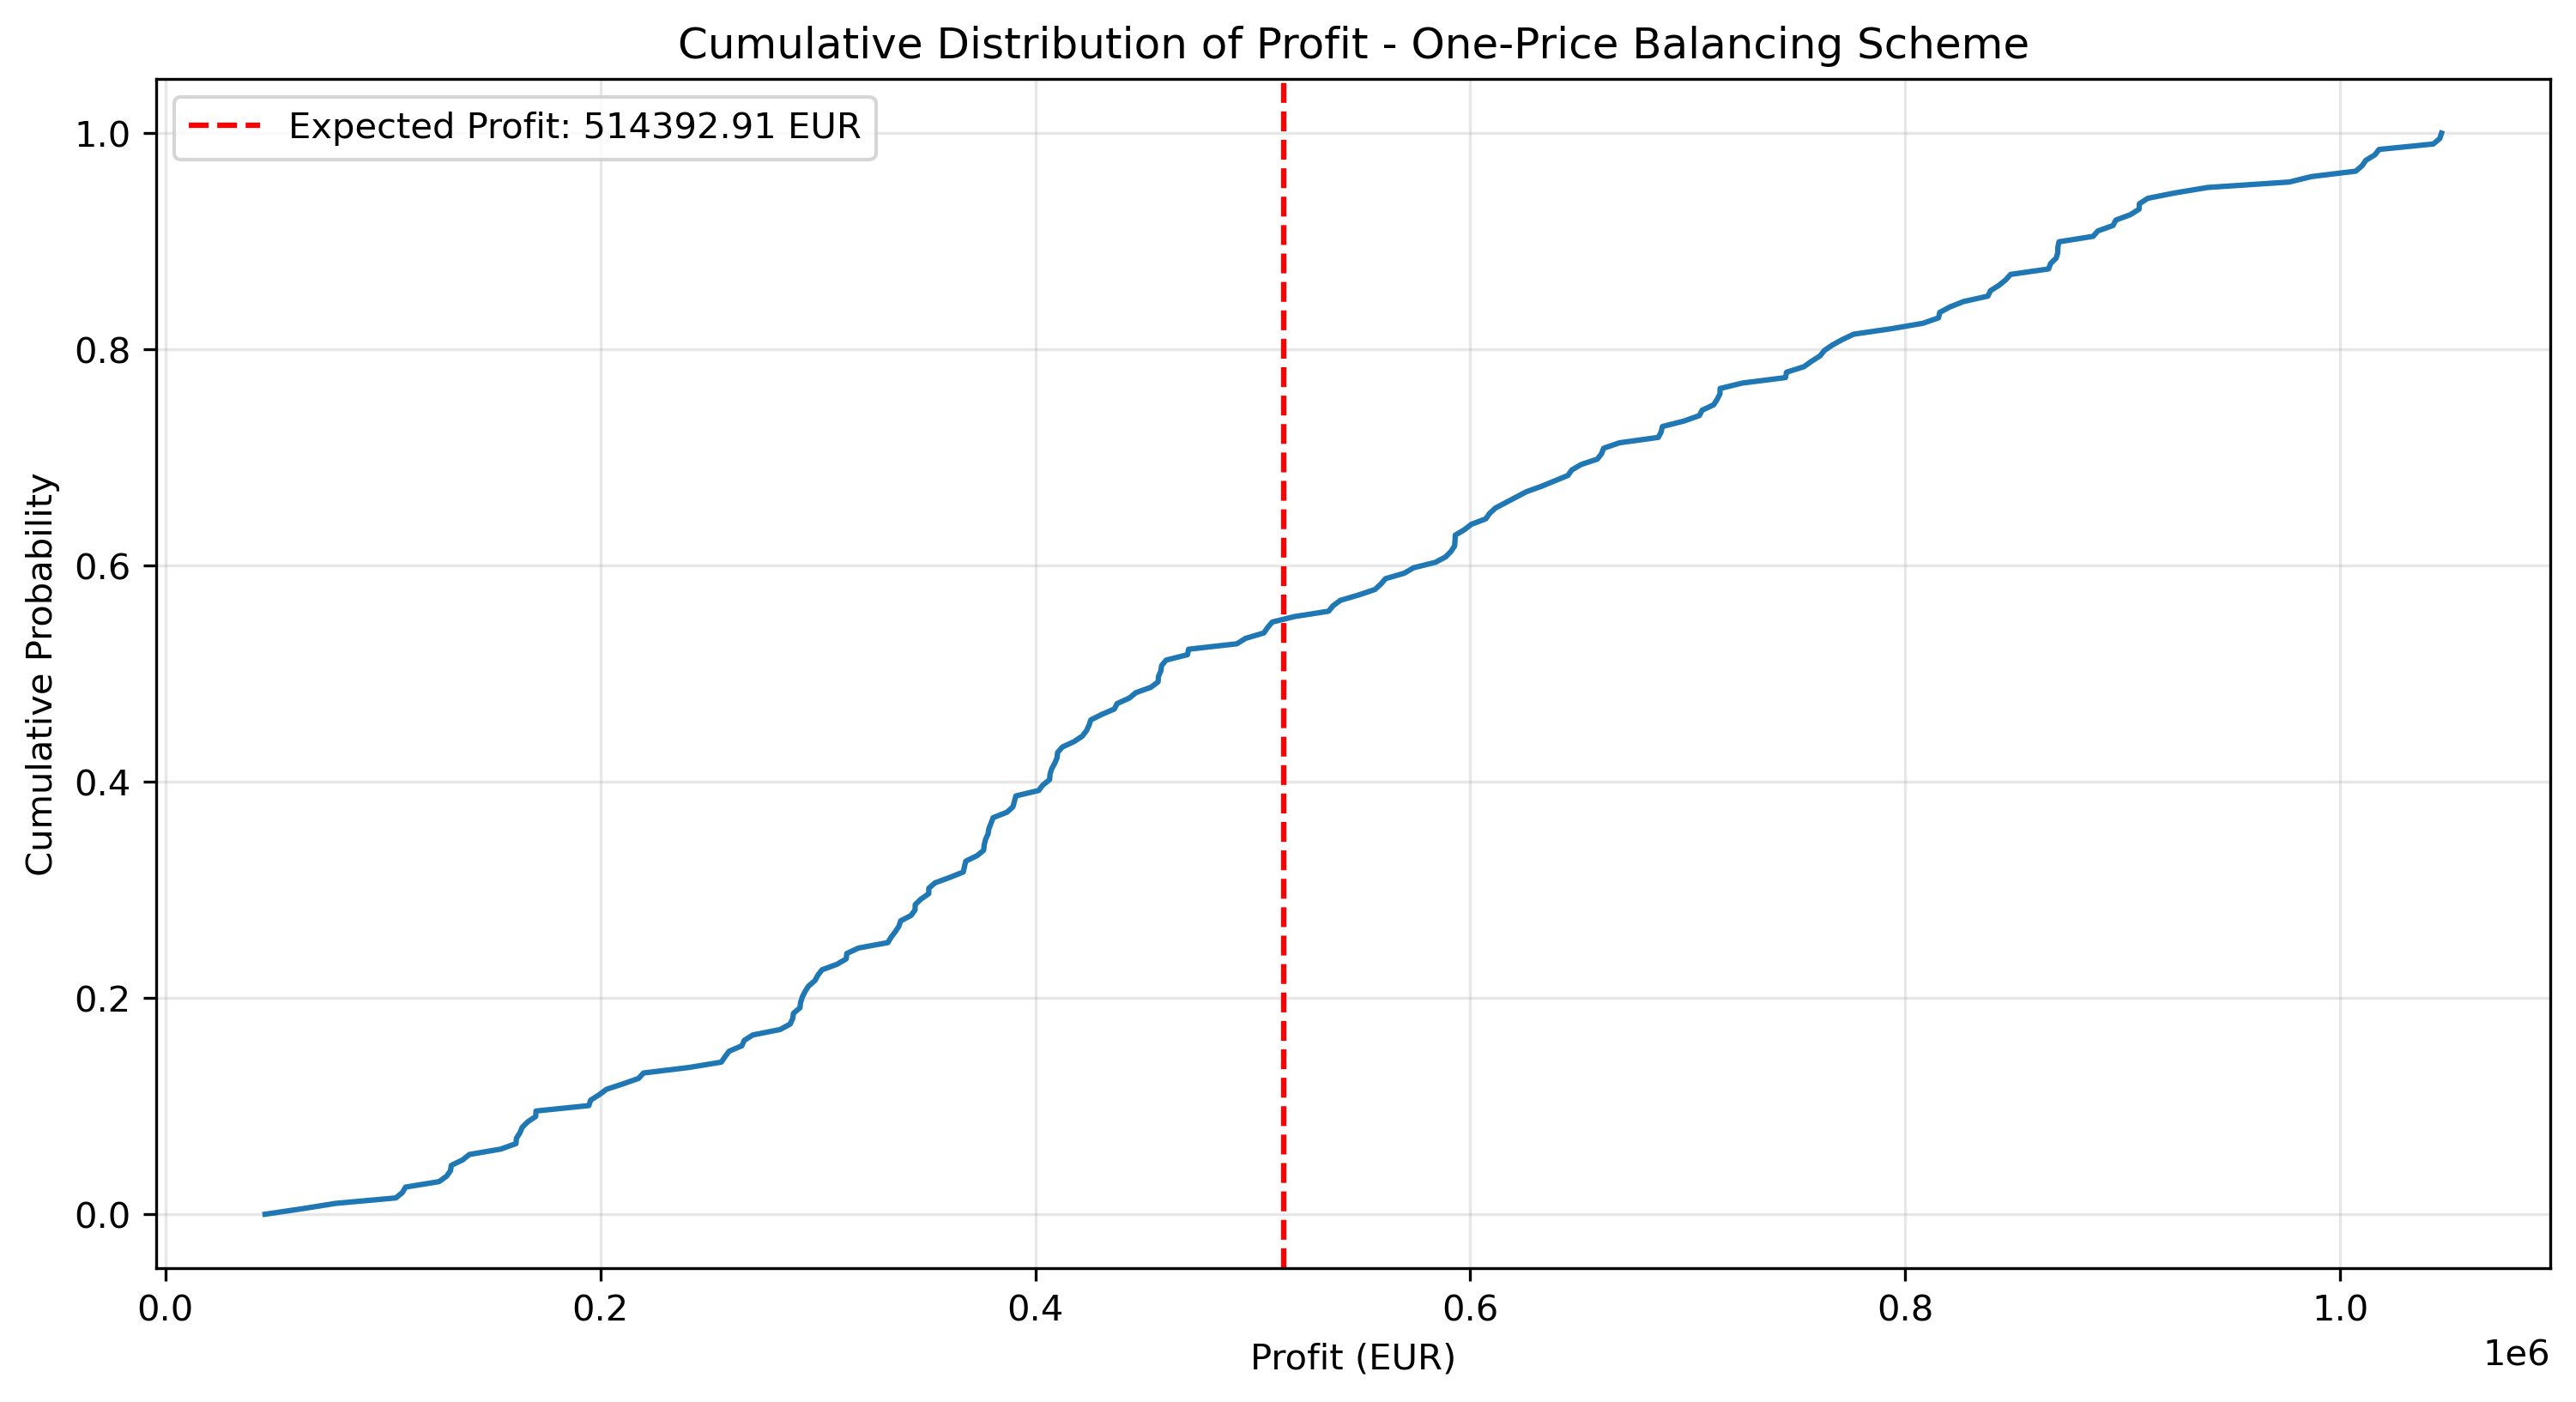 Cumulative Distribution of Profit - One-Price Balancing Scheme
Expected Profit: 514392.91 EUR
1.0
0.8
0.6
0.4
0.2
0.0
Cumulative Probability
0.0 0.2 0.4 0.6 0.8 1.0
1e6
Profit (EUR)